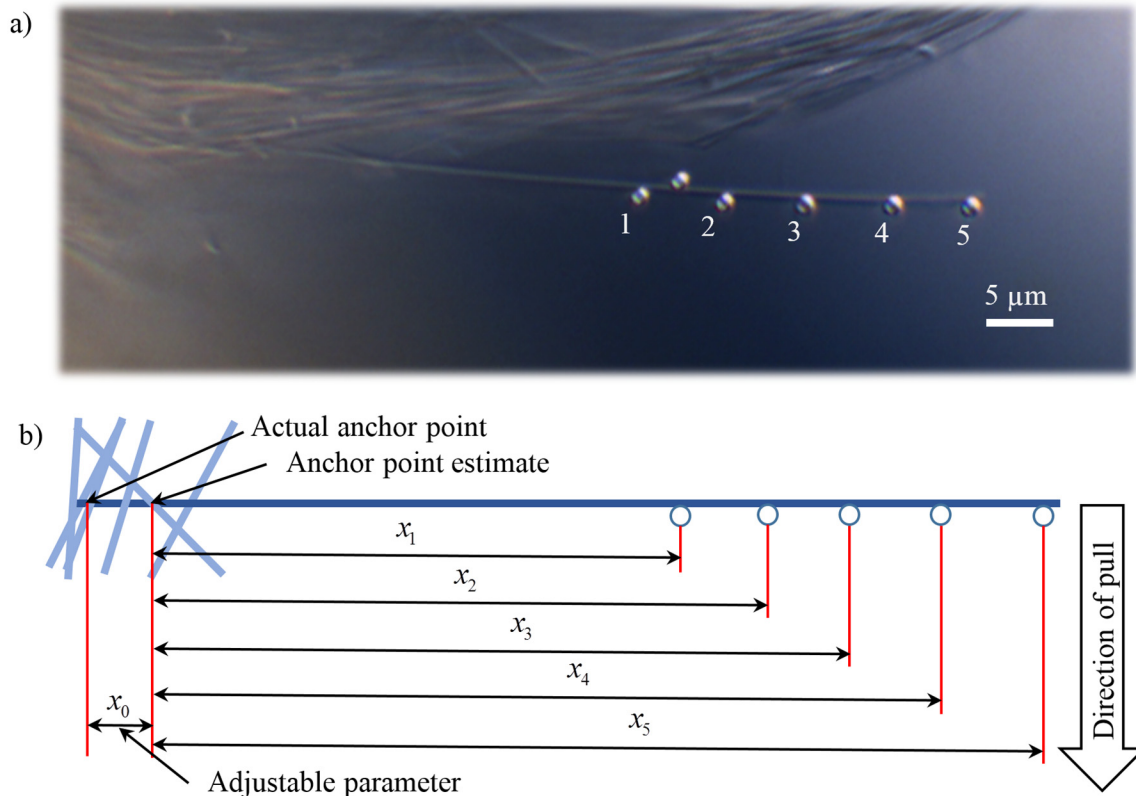 a)
1
2
3
4
5
5 µm
b)
Actual anchor point
Anchor point estimate
x₁
x₂
x₃
x₄
x₀
x₅
Adjustable parameter
Direction of pull